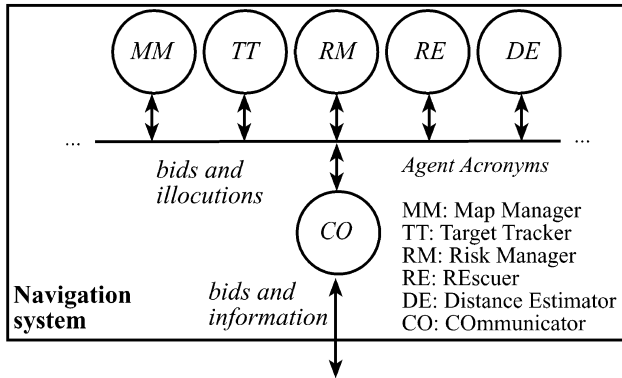 MM TT RM RE DE
... ...
bids and
illocutions
Agent Acronyms
CO
MM: Map Manager
TT: Target Tracker
RM: Risk Manager
RE: REscuer
DE: Distance Estimator
CO: COmmunicator
bids and
information
Navigation
system